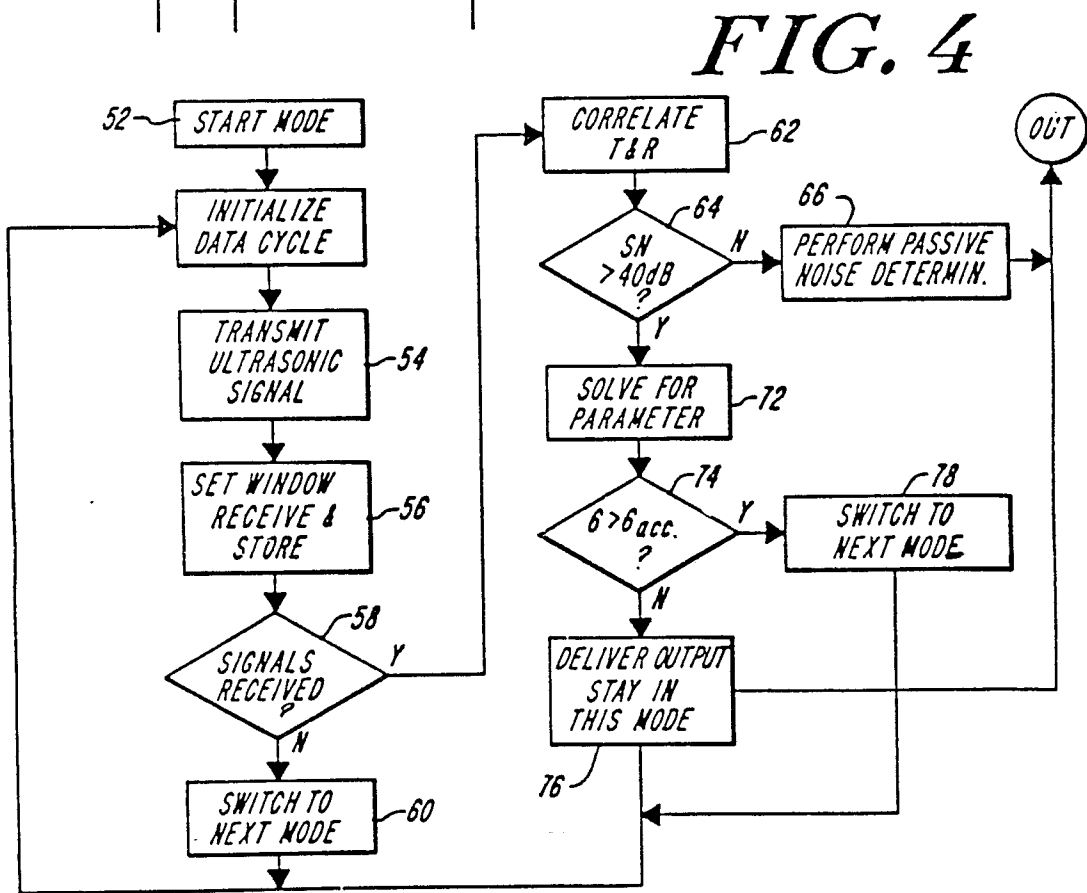 FIG. 4
52
START MODE
INITIALIZE
DATA CYCLE
TRANSMIT
ULTRASONIC
SIGNAL
54
SET WINDOW
RECEIVE &
STORE
56
58
SIGNALS
RECEIVED
?
Y
N
SWITCH TO
NEXT MODE
60
CORRELATE
T&R
62
64
SN
>40dB
?
N
Y
66
PERFORM PASSIVE
NOISE DETERMIN.
OUT
SOLVE FOR
PARAMETER
72
74
6>6acc.
?
Y
N
78
SWITCH TO
NEXT MODE
DELIVER OUTPUT
STAY IN
THIS MODE
76